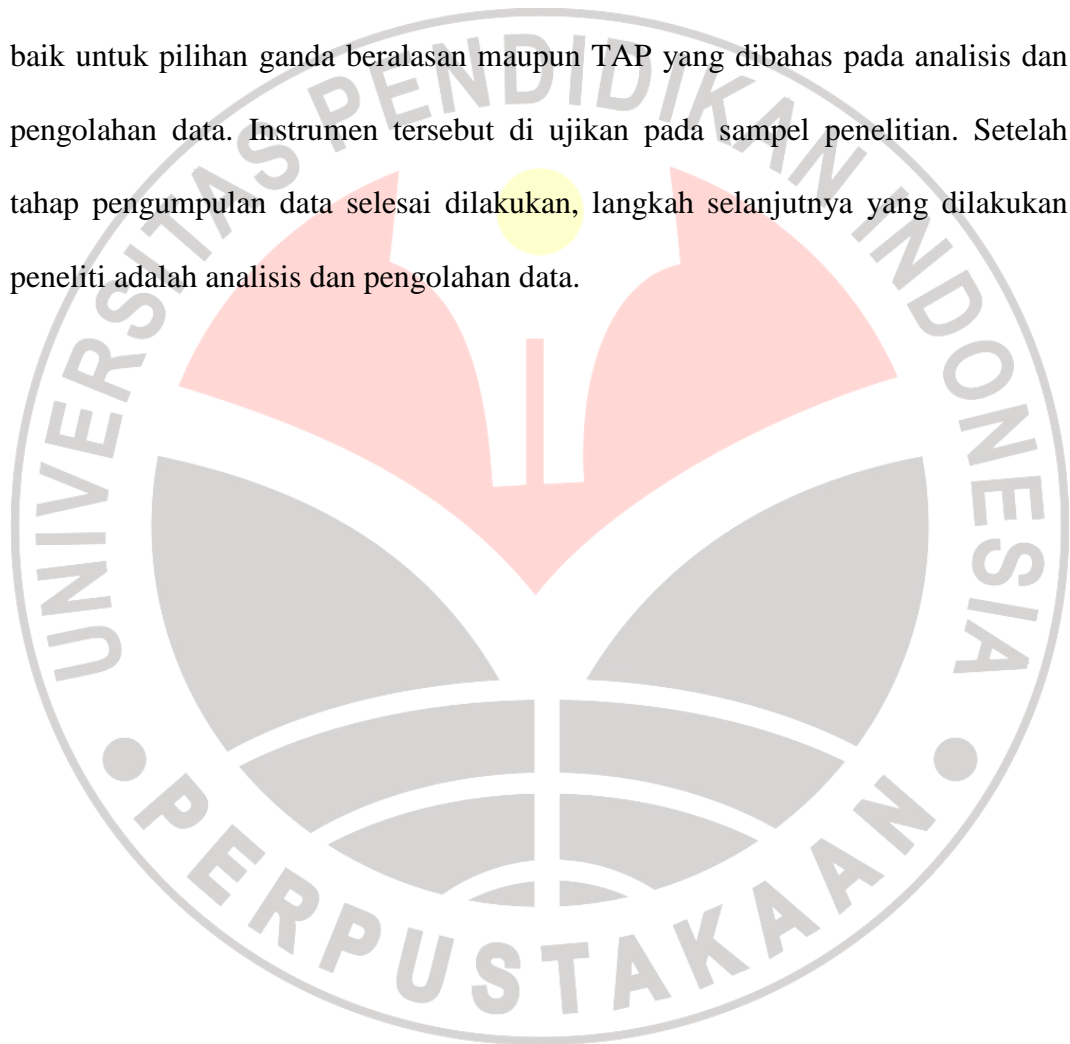 baik untuk pilihan ganda beralasan maupun TAP yang dibahas pada analisis dan
pengolahan data. Instrumen tersebut di ujikan pada sampel penelitian. Setelah
tahap pengumpulan data selesai dilakukan, langkah selanjutnya yang dilakukan
peneliti adalah analisis dan pengolahan data.
UNIVERSITAS PENDIDIKAN INDONESIA
PERPUSTAKAAN